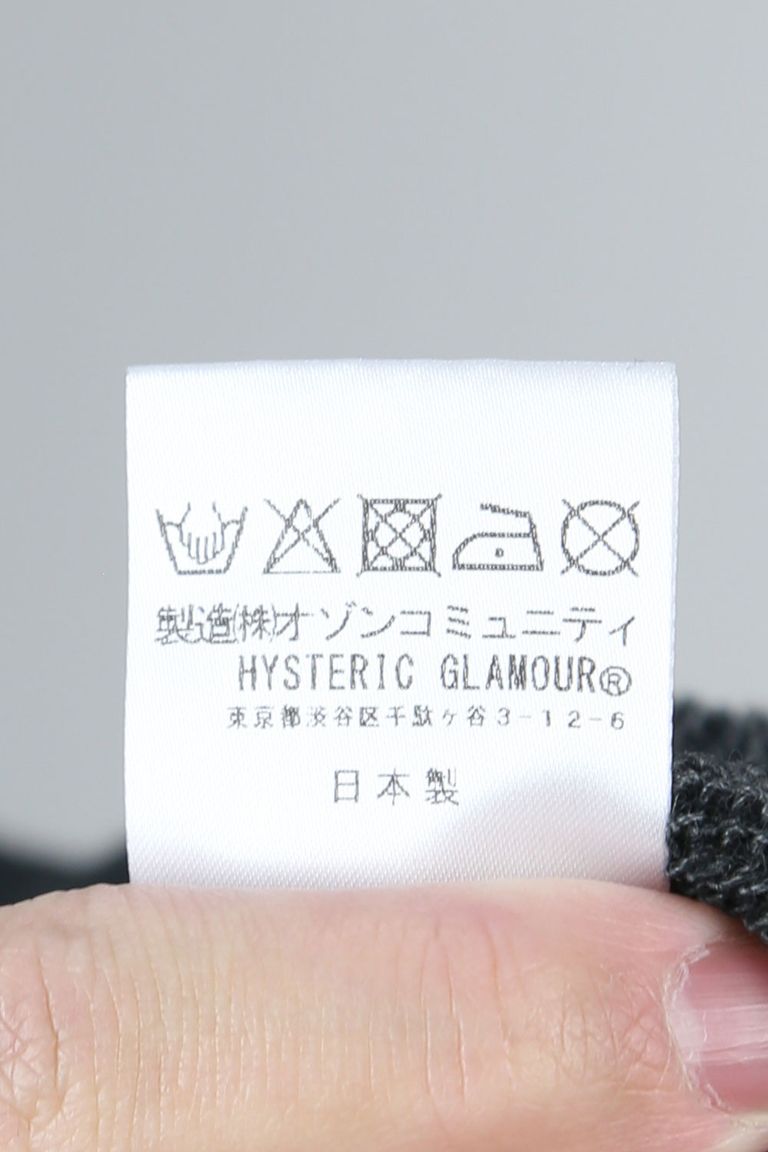 製造(株)オゾンコミュニティ
HYSTERIC GLAMOUR®
東京都渋谷区千駄ヶ谷3-12-6
日本製